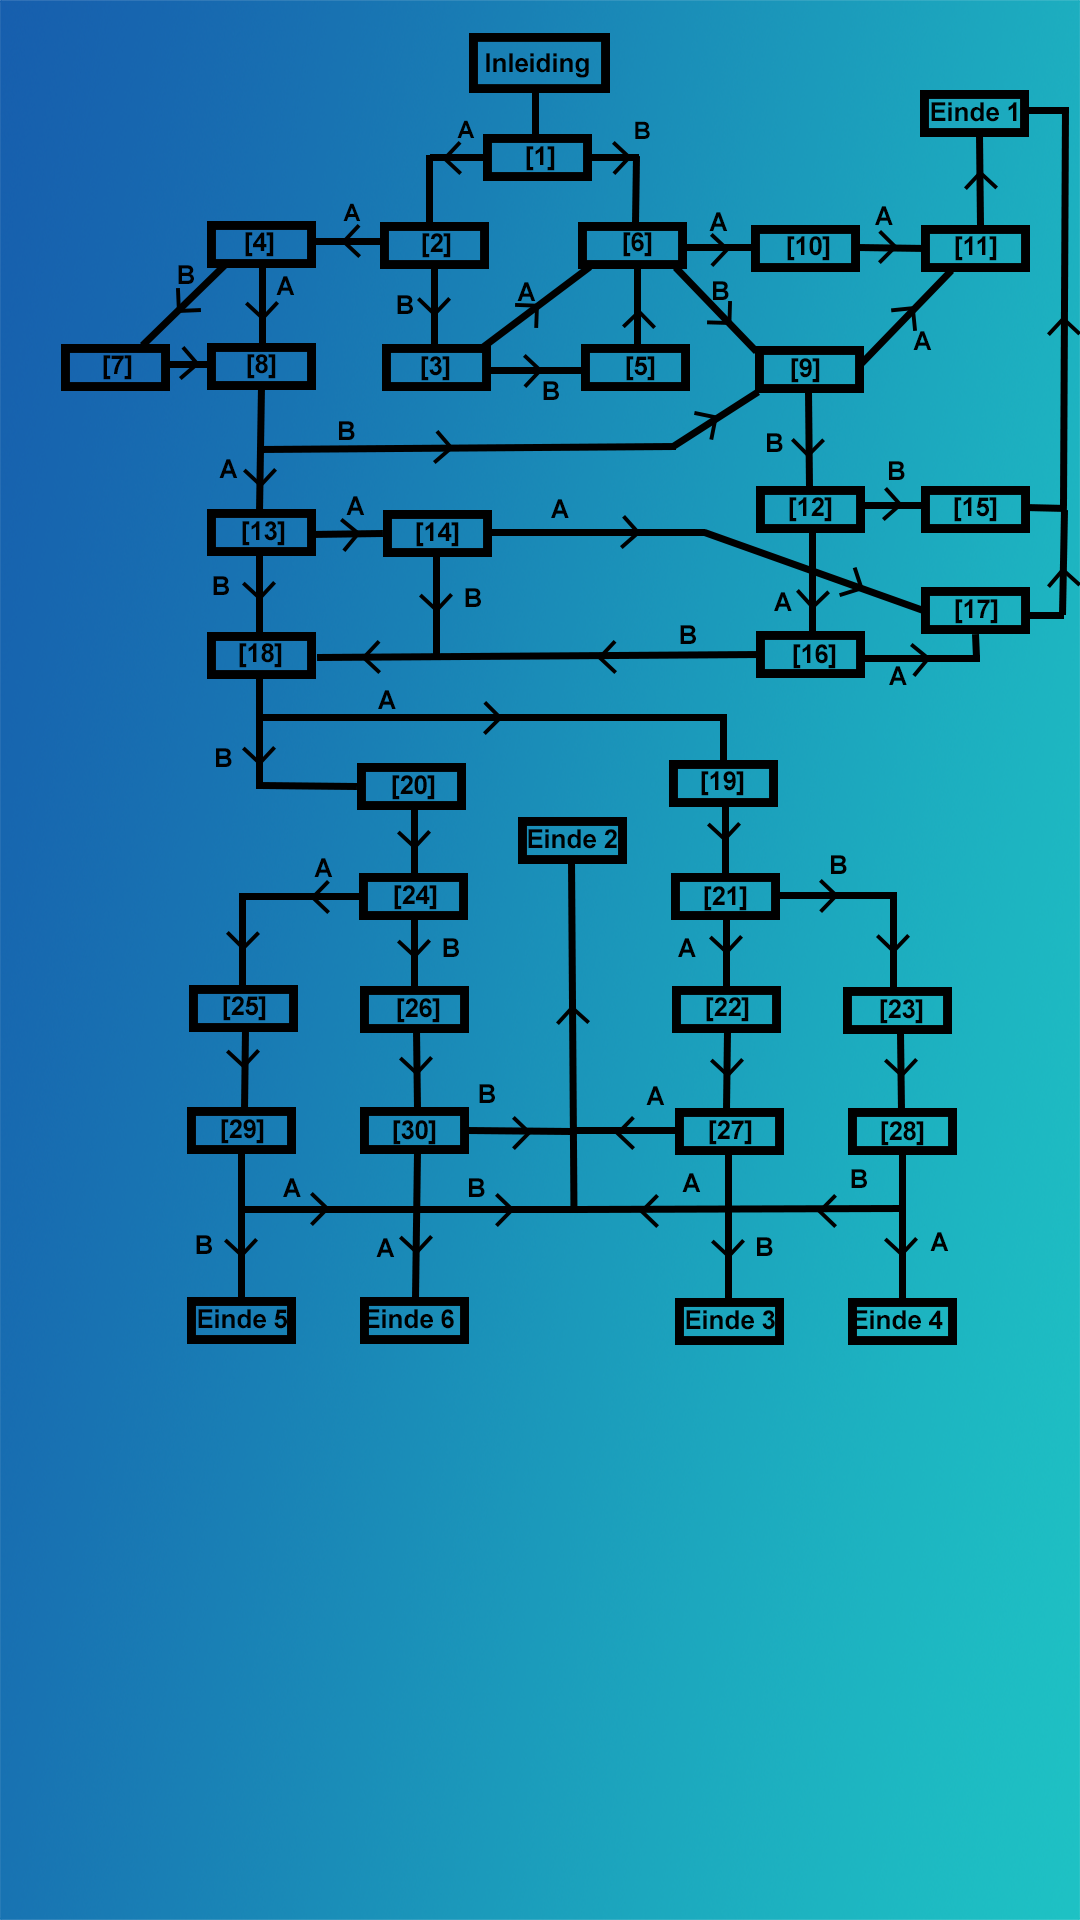 Inleiding
Einde 1
A
B
[1]
A
[4]
[2]
[6]
A
[10]
A
[11]
B
A
B
A
B
[7]
[8]
[3]
B
[5]
[9]
A
B
B
A
B
B
[13]
A
[14]
A
[12]
[15]
B
B
A
[17]
[18]
B
[16]
A
A
B
[20]
[19]
Einde 2
A
B
[24]
[21]
B
A
[25]
[26]
[22]
[23]
B
A
[29]
[30]
[27]
[28]
A
B
A
B
B
A
B
A
Einde 5
Einde 6
Einde 3
Einde 4